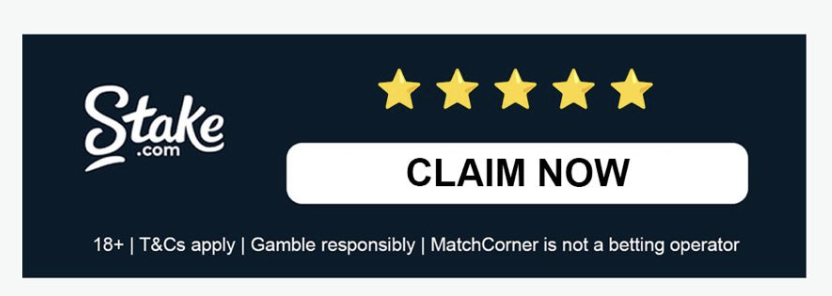 Stake
.com
CLAIM NOW
18+ | T&Cs apply | Gamble responsibly | MatchCorner is not a betting operator